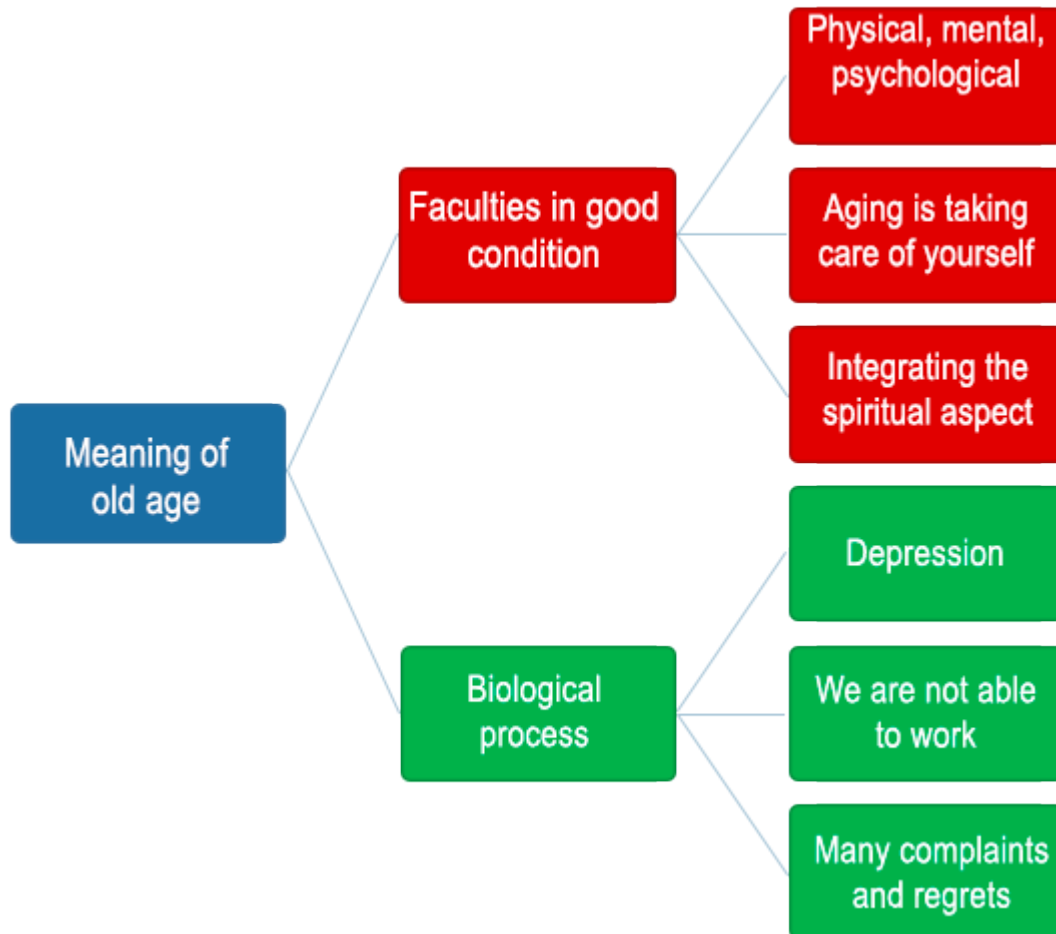 Meaning of
old age
Faculties in good
condition
Physical, mental,
psychological
Aging is taking
care of yourself
Integrating the
spiritual aspect
Biological
process
Depression
We are not able
to work
Many complaints
and regrets